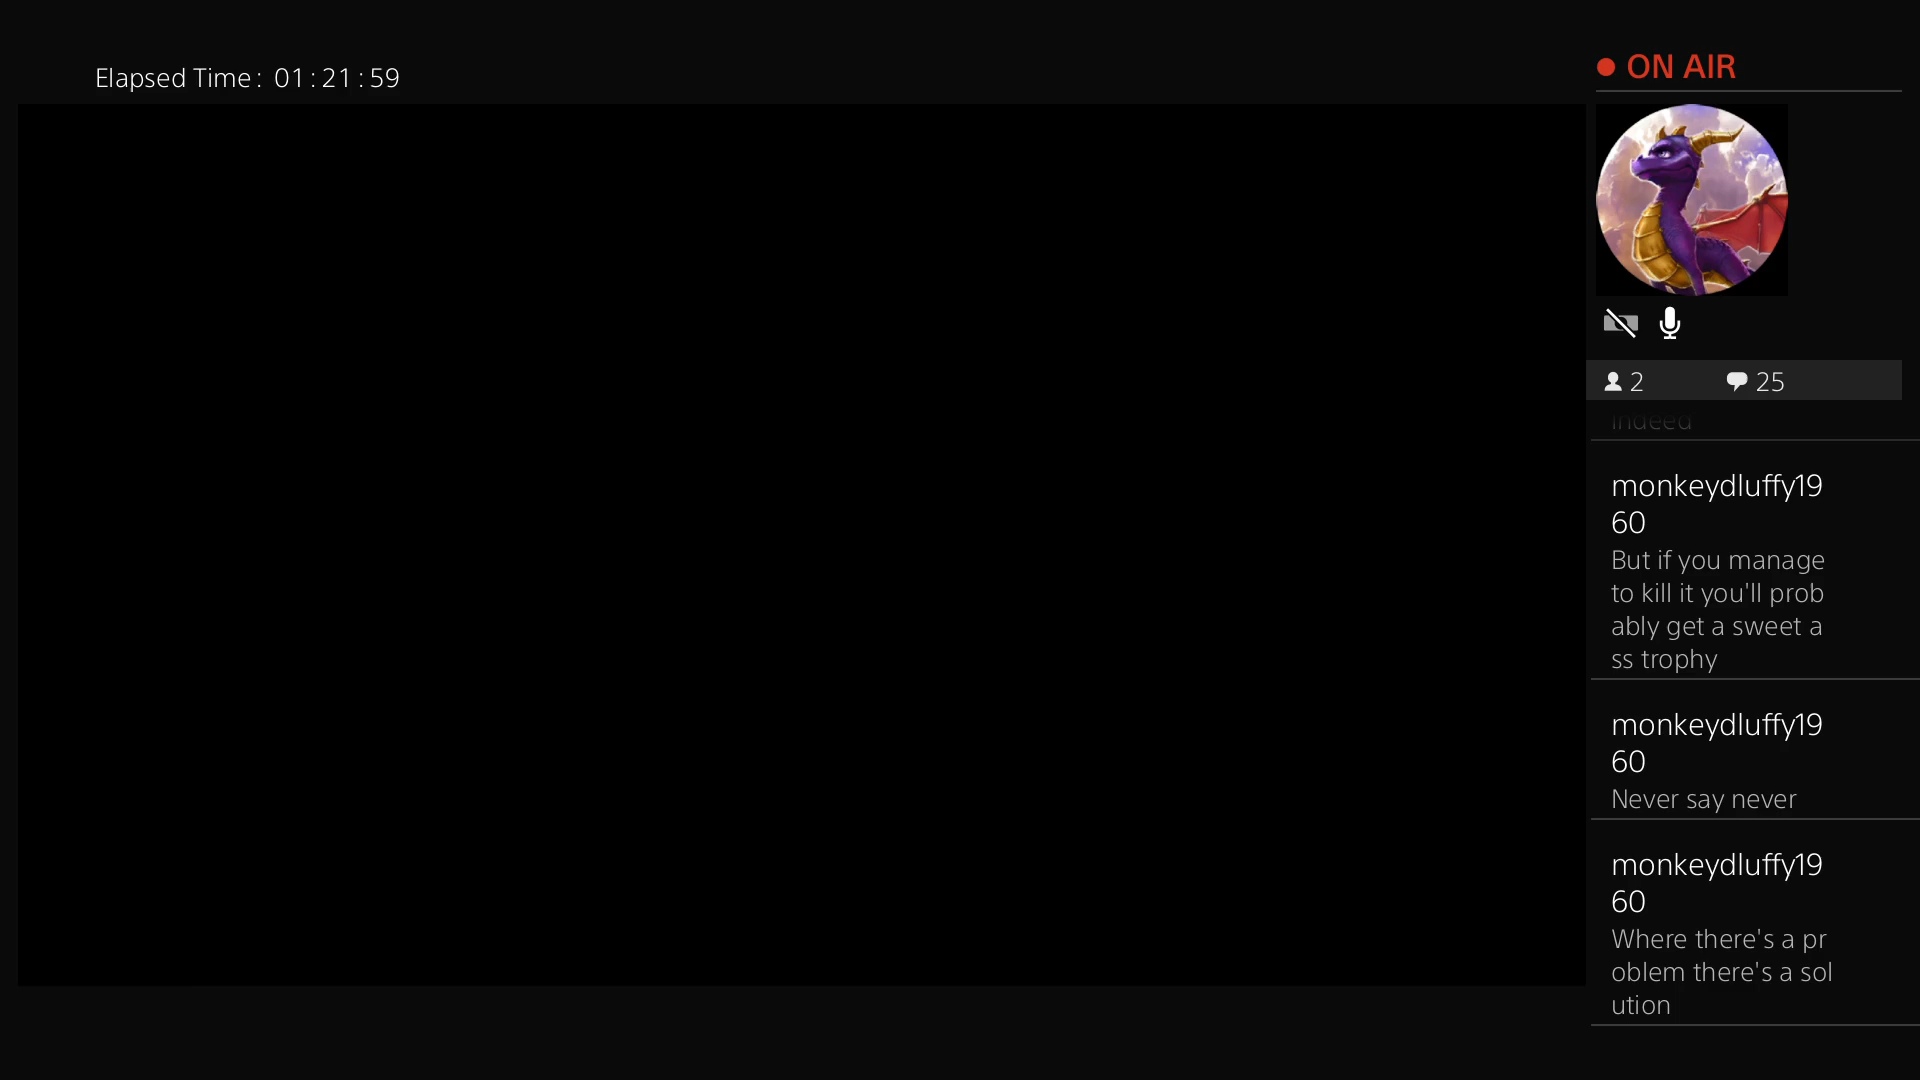 Elapsed Time: 01:21:59
ON AIR
2 25
indeed
monkeydluffy19
60
But if you manage
to kill it you'll prob
ably get a sweet a
ss trophy
monkeydluffy19
60
Never say never
monkeydluffy19
60
Where there's a pr
oblem there's a sol
ution